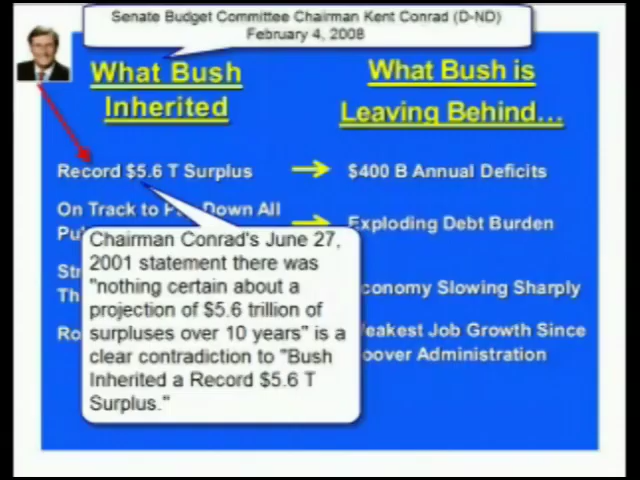 Senate Budget Committee Chairman Kent Conrad (D-ND)
February 4, 2008
What Bush
Inherited
What Bush is
Leaving Behind...
Record $5.6 T Surplus
$400 B Annual Deficits
On Track to Down All
Exploding Debt Burden
Chairman Conrad's June 27,
2001 statement there was
"nothing certain about a
projection of $5.6 trillion of
surpluses over 10 years" is a
clear contradiction to "Bush
Inherited a Record $5.6 T
Surplus."
conomy Slowing Sharply
eakest Job Growth Since
oover Administration